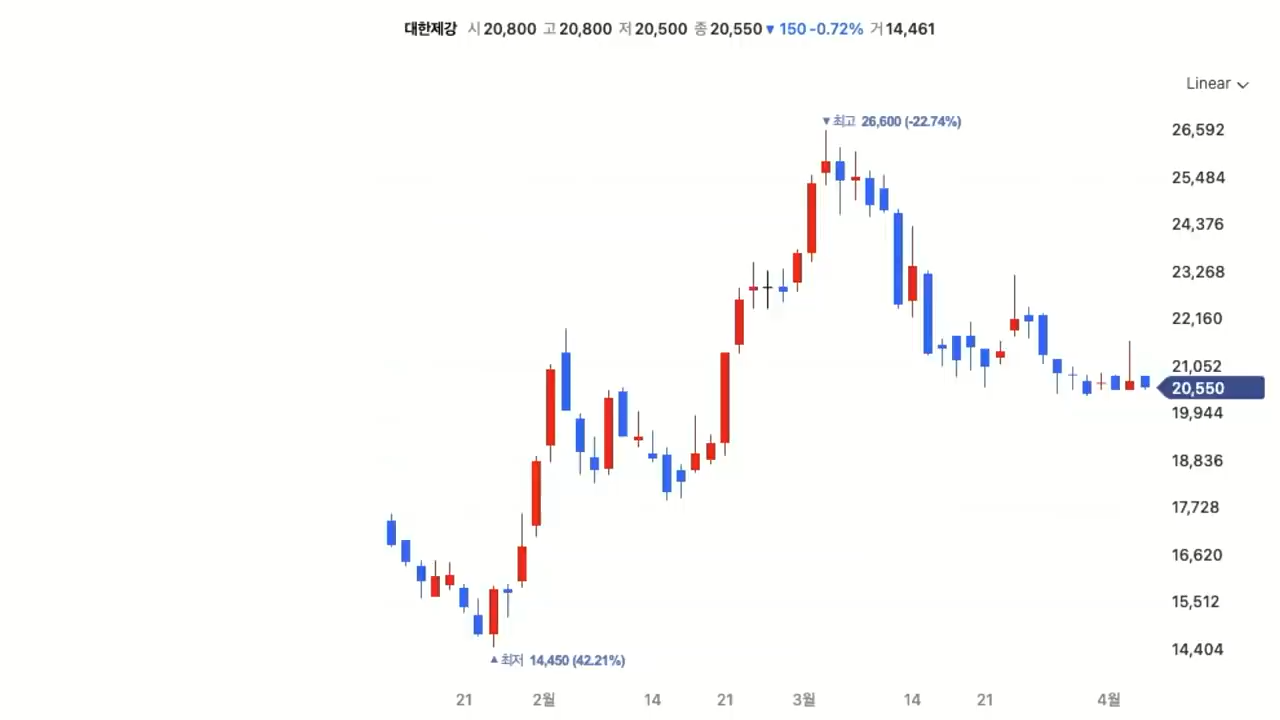 대한제강 시 20,800 고 20,800 저 20,500 종 20,550 ▼ 150 -0.72% 거 14,461
Linear
▼최고 26,600 (-22.74%)
26,592
25,484
24,376
23,268
22,160
21,052
20,550
19,944
18,836
17,728
16,620
15,512
14,404
▲최저 14,450 (42.21%)
21 2월 14 21 3월 14 21 4월